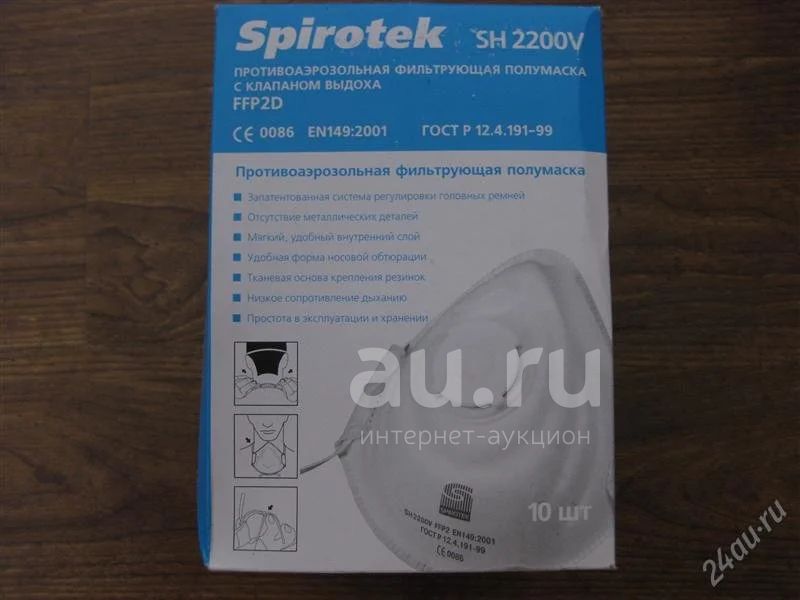 Spirotek SH 2200V
ПРОТИВОАЭРОЗОЛЬНАЯ ФИЛЬТРУЮЩАЯ ПОЛУМАСКА
С КЛАПАНОМ ВЫДОХА
FFP2D
CE 0086 EN149:2001 ГОСТ Р 12.4.191-99
Противоаэрозольная фильтрующая полумаска
Запатентованная система регулировки головных ремней
Отсутствие металлических деталей
Мягкий, удобный внутренний слой
Удобная форма носовой обтюрации
Тканевая основа крепления резинок
Низкое сопротивление дыханию
Простота в эксплуатации и хранении
au.ru
интернет-аукцион
SPIROTEK
SH 2200V FFP2 EN149:2001
ГОСТ Р 12.4.191-99
CE 0086
10 шт
24au.ru